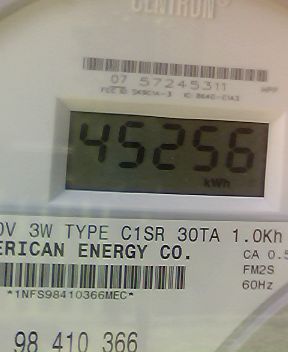 CENTRON
07 57245311
45256
kWh
0V 3W TYPE C1SR 30TA 1.0Kh
ERICAN ENERGY CO.
CA 0.5
FM2S
60Hz
*1NFS98410366MEC*
98 410 366